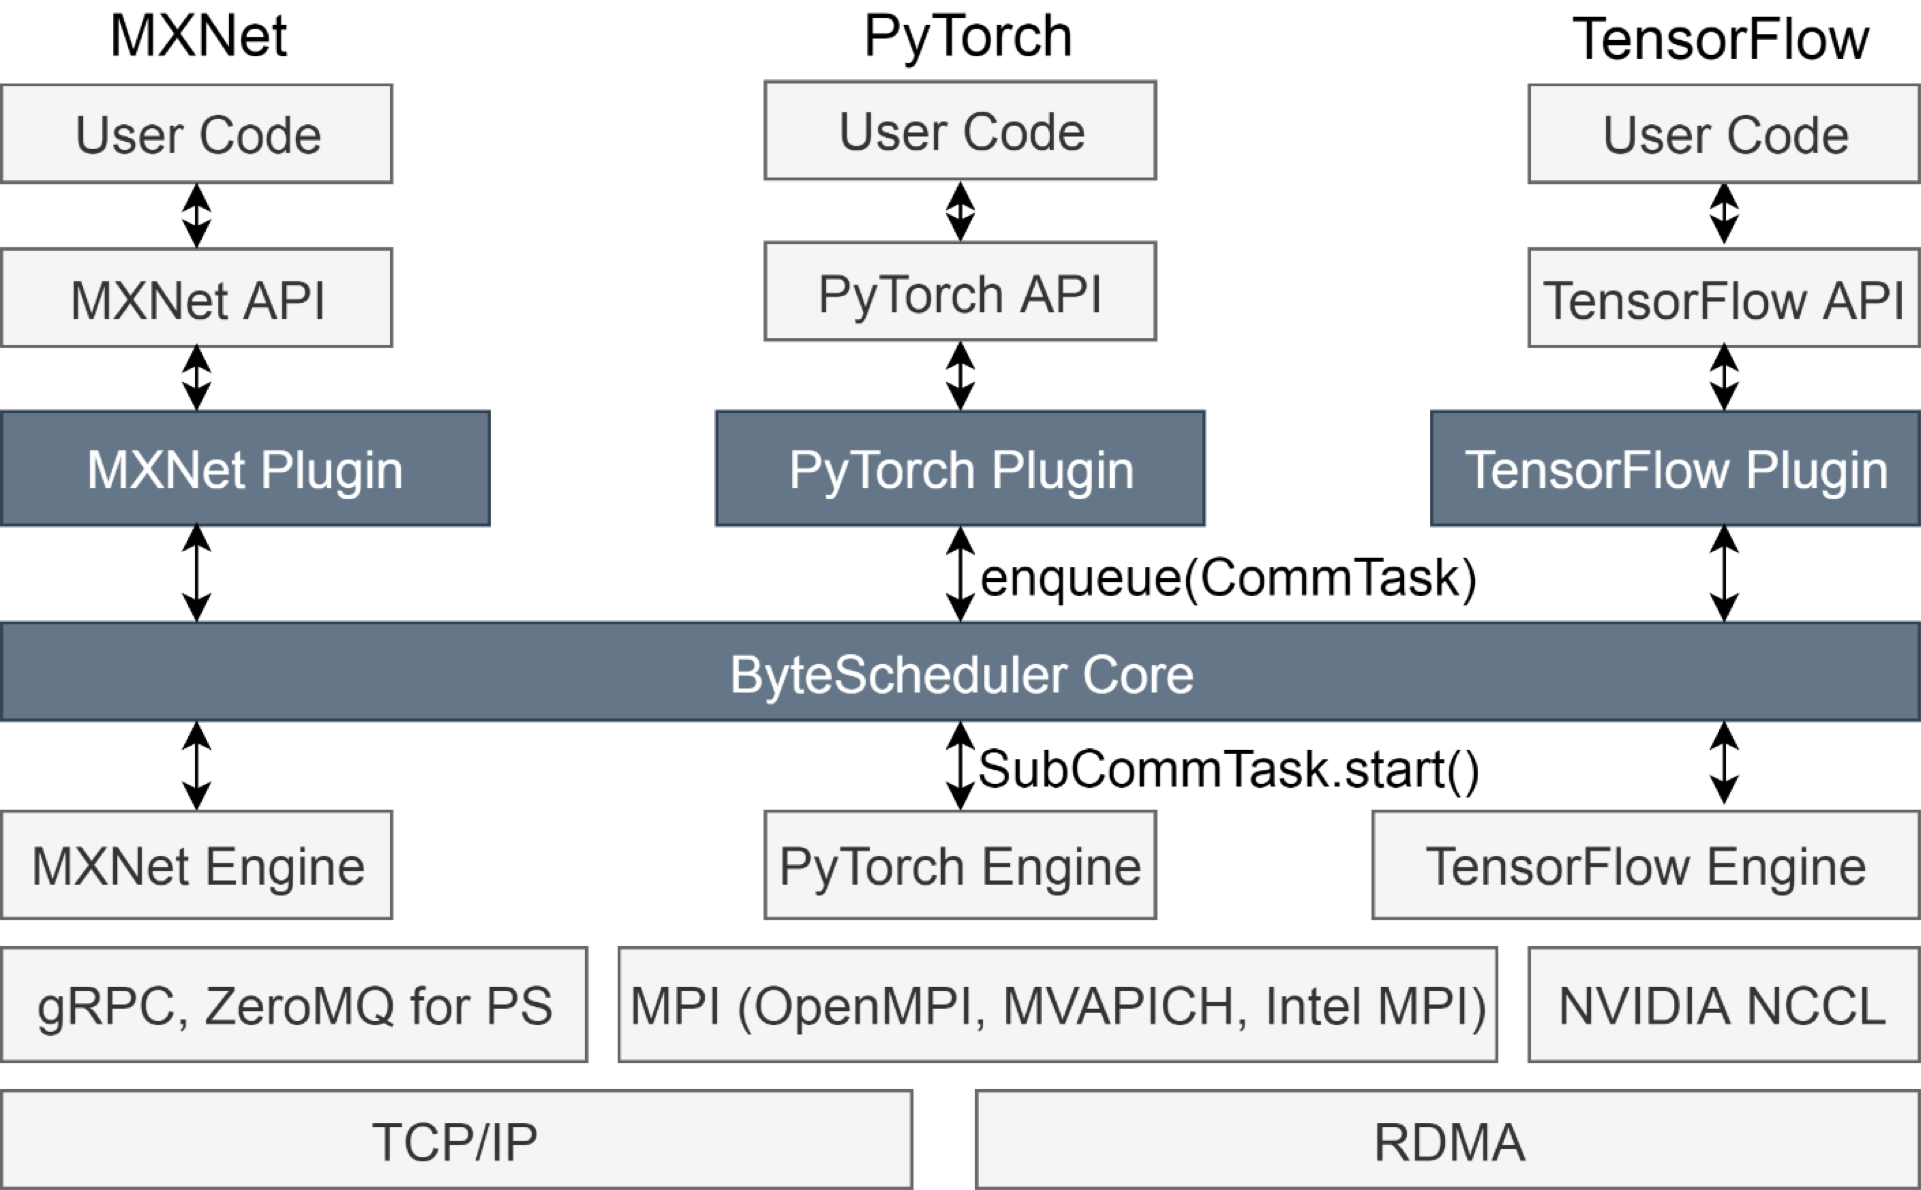 MXNet
PyTorch
TensorFlow
User Code
User Code
User Code
MXNet API
PyTorch API
TensorFlow API
MXNet Plugin
PyTorch Plugin
TensorFlow Plugin
enqueue(CommTask)
ByteScheduler Core
SubCommTask.start()
MXNet Engine
PyTorch Engine
TensorFlow Engine
gRPC, ZeroMQ for PS
MPI (OpenMPI, MVAPICH, Intel MPI)
NVIDIA NCCL
TCP/IP
RDMA